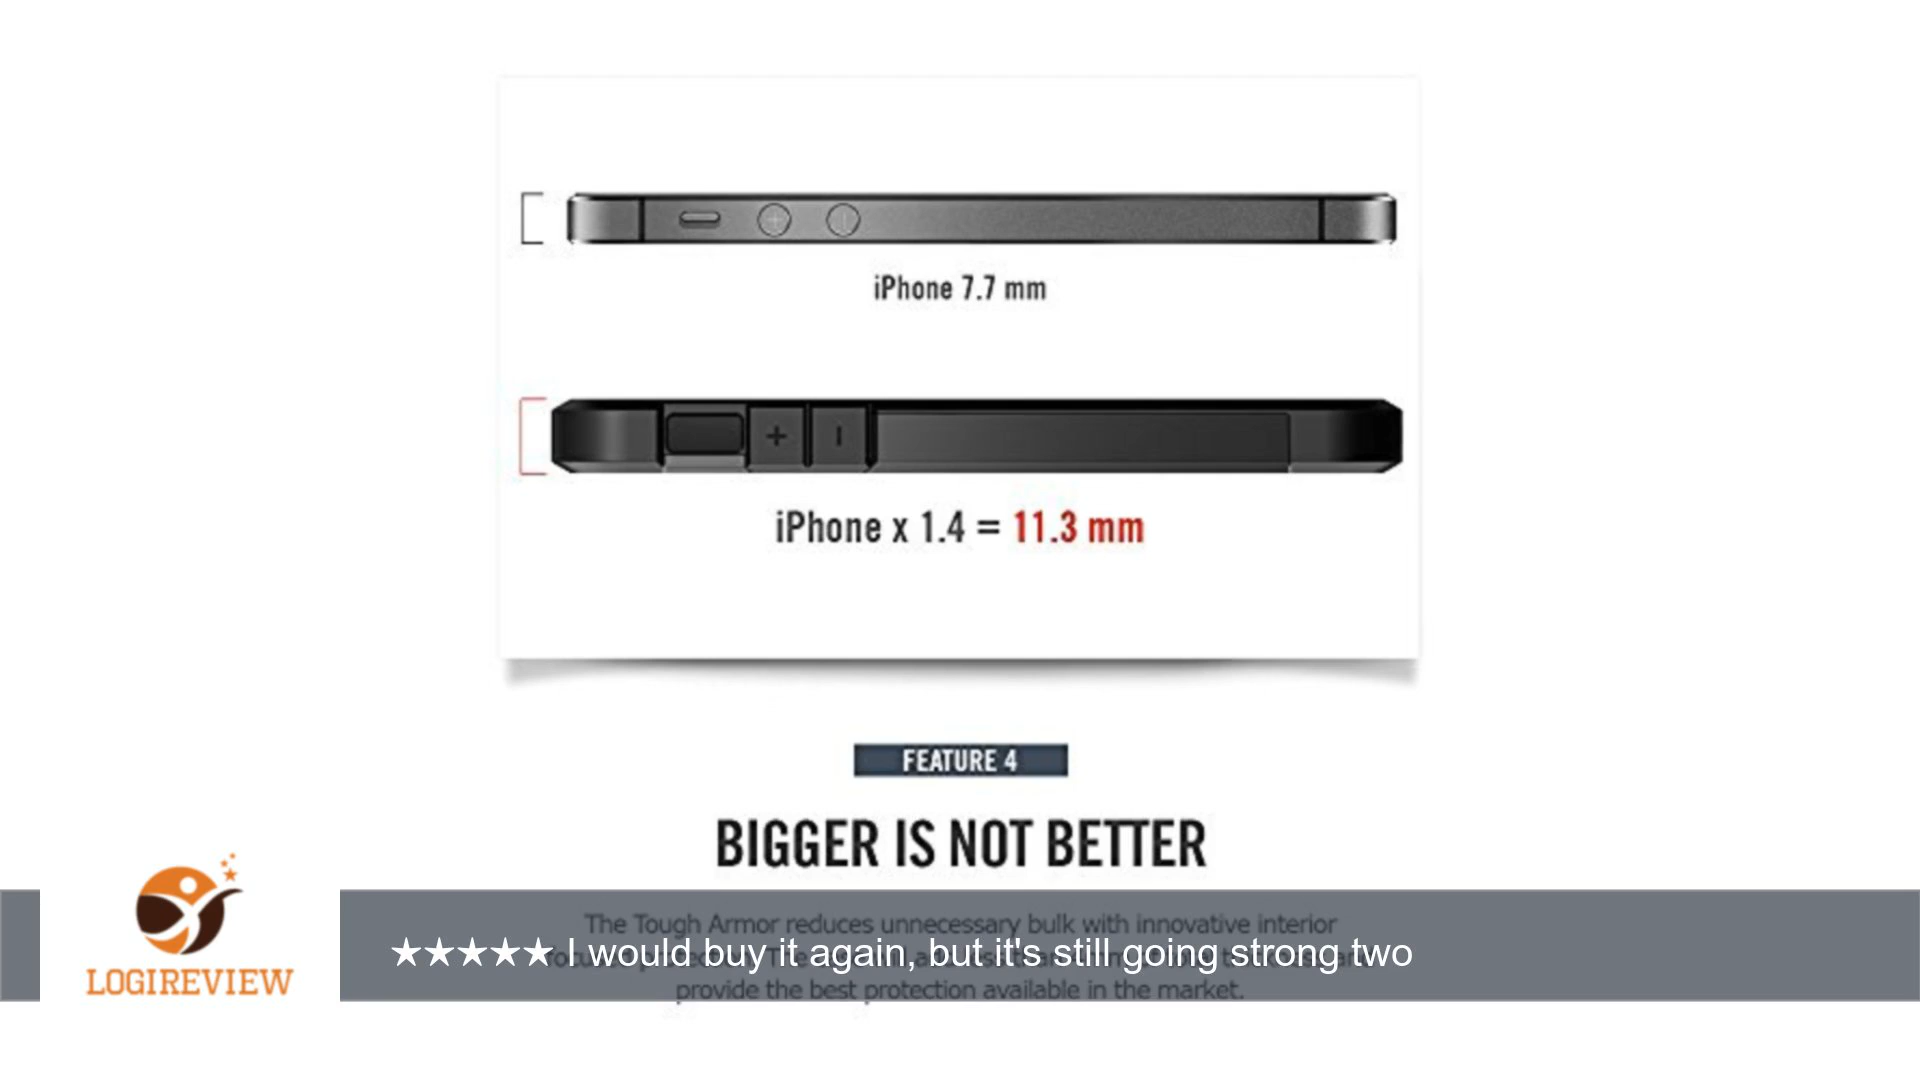 iPhone 7.7 mm
iPhone x 1.4 = 11.3 mm
FEATURE 4
BIGGER IS NOT BETTER
The Tough Armor reduces unnecessary bulk with innovative interior
★★★★★ I would buy it again, but it's still going strong two
provide the best protection available in the market.
LOGIREVIEW